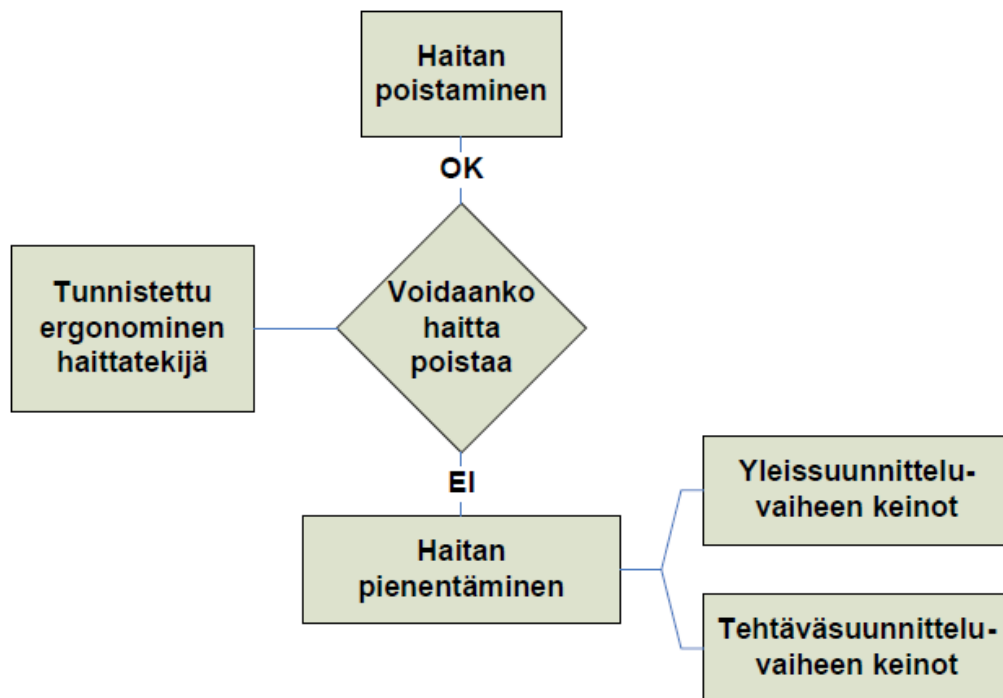 Haitan
poistaminen
OK
Tunnistettu
ergonominen
haittatekijä
Voidaanko
haitta
poistaa
EI
Haitan
pienentäminen
Yleissuunnittelu-
vaiheen keinot
Tehtäväsuunnittelu-
vaiheen keinot